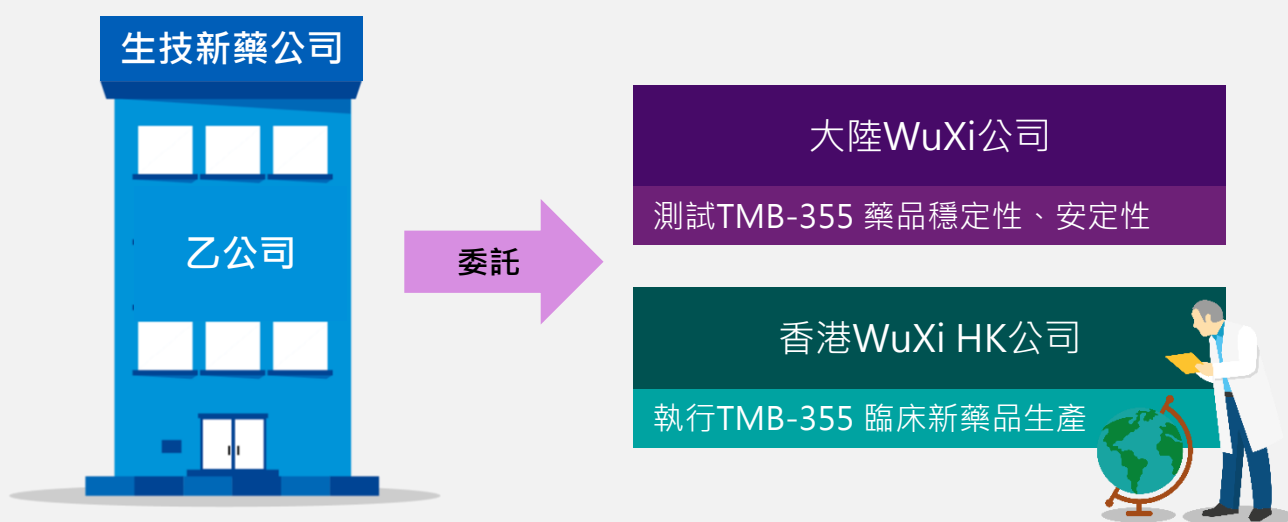 生技新藥公司
乙公司
委託
大陸WuXi公司
測試TMB-355 藥品穩定性、安定性
香港WuXi HK公司
執行TMB-355 臨床新藥品生產